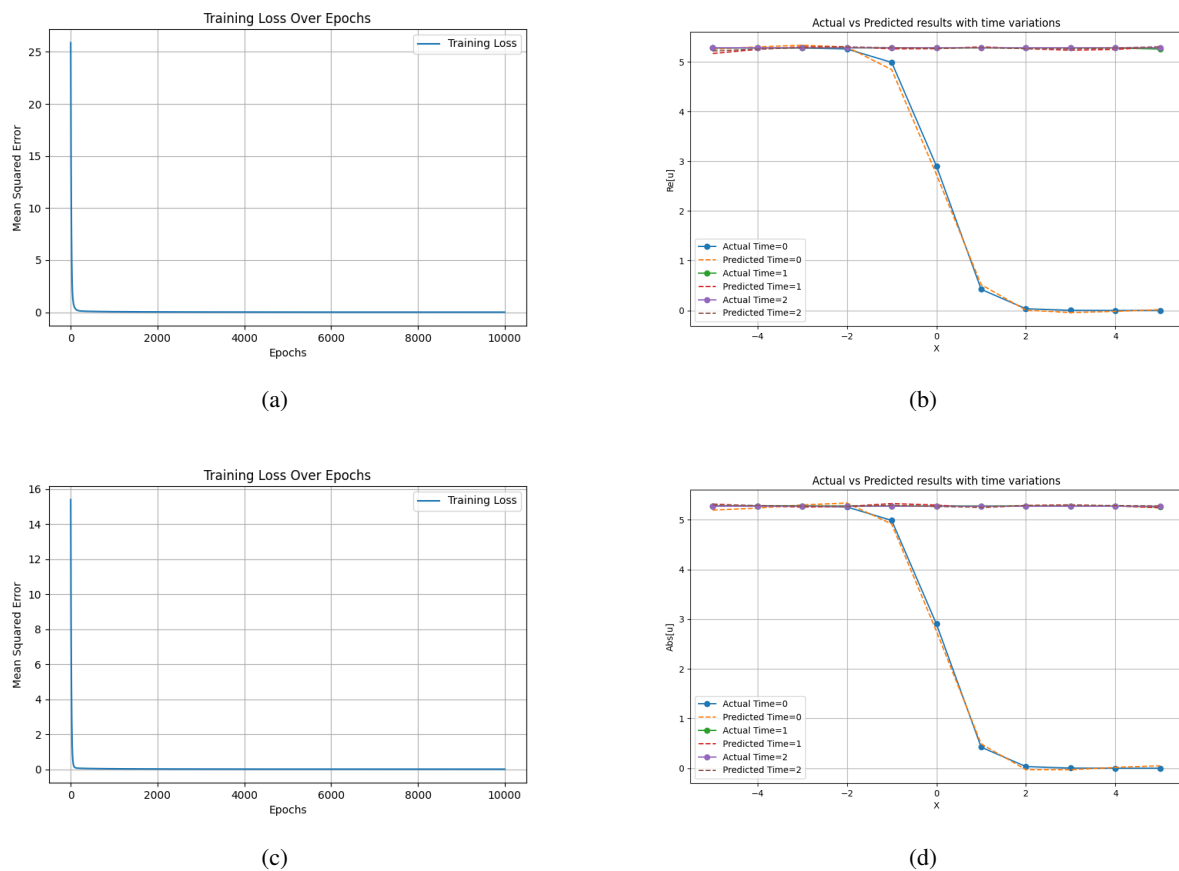 Training Loss Over Epochs
Training Loss
25
20
15
10
5
0
Mean Squared Error
0 2000 4000 6000 8000 10000
Epochs
(a)
Actual vs Predicted results with time variations
5
4
3
2
1
0
Re[u]
Actual Time=0
Predicted Time=0
Actual Time=1
Predicted Time=1
Actual Time=2
Predicted Time=2
−4 −2 0 2 4
X
(b)
Training Loss Over Epochs
Training Loss
16
14
12
10
8
6
4
2
0
Mean Squared Error
0 2000 4000 6000 8000 10000
Epochs
(c)
Actual vs Predicted results with time variations
5
4
3
2
1
0
Abs[u]
Actual Time=0
Predicted Time=0
Actual Time=1
Predicted Time=1
Actual Time=2
Predicted Time=2
−4 −2 0 2 4
X
(d)